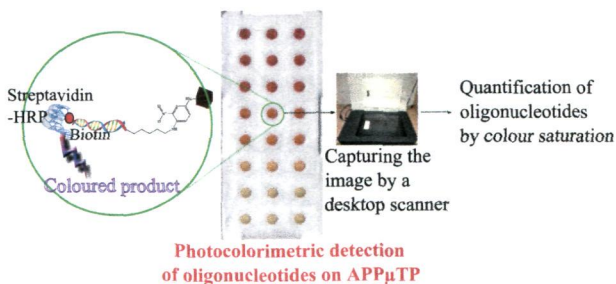 Streptavidin
-HRP
Biotin
Coloured product
Capturing the
image by a
desktop scanner
Quantification of
oligonucleotides
by colour saturation
Photocolorimetric detection
of oligonucleotides on APPµTP